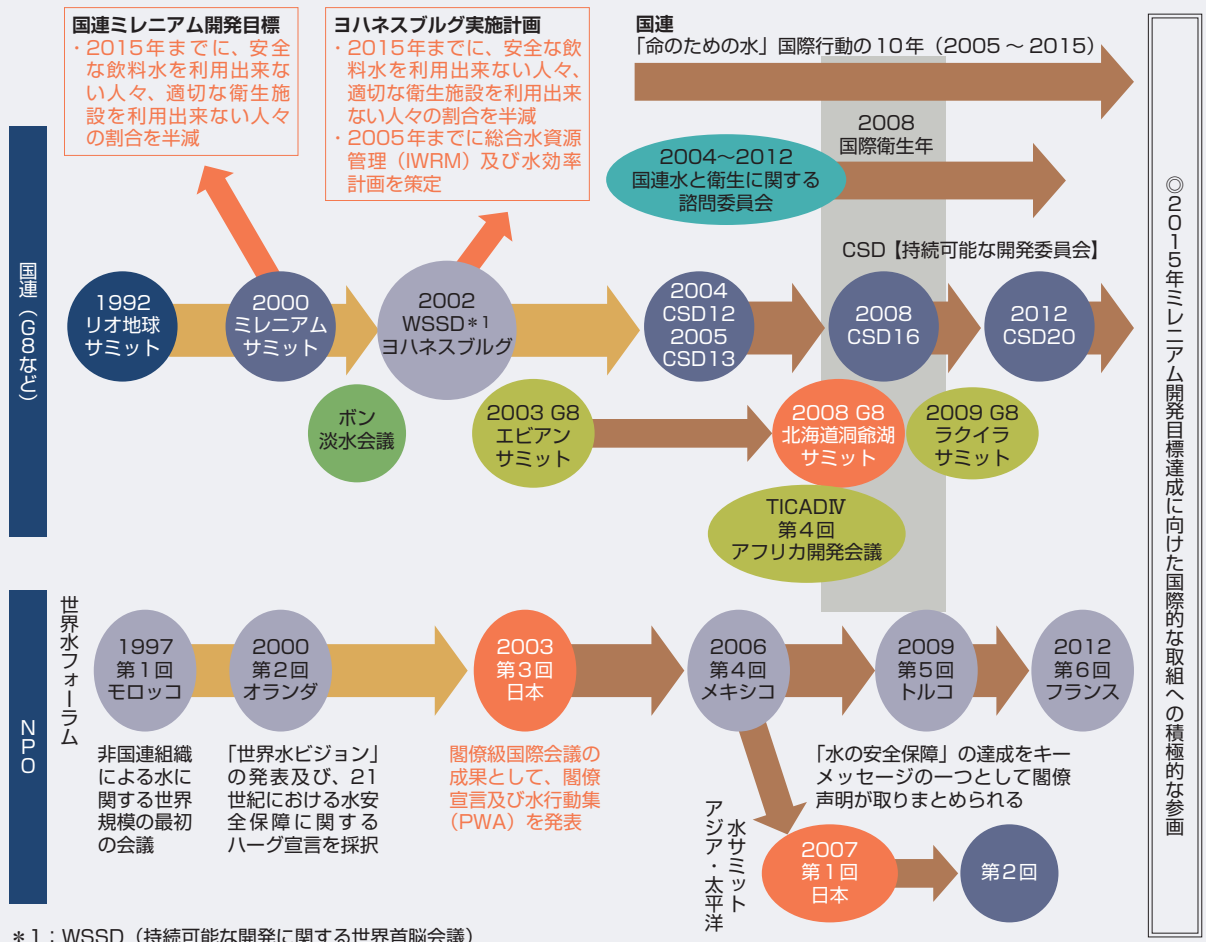 国連ミレニアム開発目標
・2015年までに、安全
な飲料水を利用出来な
い人々、適切な衛生施
設を利用出来ない人々
の割合を半減
ヨハネスブルグ実施計画
・2015年までに、安全な飲
料水を利用出来ない人々、
適切な衛生施設を利用出来
ない人々の割合を半減
・2005年までに総合水資源
管理（IWRM）及び水効率
計画を策定
国連
「命のための水」国際行動の10年（2005～2015）
2008
国際衛生年
2004～2012
国連水と衛生に関する
諮問委員会
CSD【持続可能な開発委員会】
国連（G8など）
1992
リオ地球
サミット
2000
ミレニアム
サミット
2002
WSSD＊1
ヨハネスブルグ
2004
CSD12
2005
CSD13
2008
CSD16
2012
CSD20
ボン
淡水会議
2003 G8
エビアン
サミット
2008 G8
北海道洞爺湖
サミット
2009 G8
ラクイラ
サミット
TICADⅣ
第4回
アフリカ開発会議
NPO
世界水フォーラム
1997
第1回
モロッコ
2000
第2回
オランダ
2003
第3回
日本
2006
第4回
メキシコ
2009
第5回
トルコ
2012
第6回
フランス
非国連組織
による水に
関する世界
規模の最初
の会議
「世界水ビジョン」
の発表及び、21
世紀における水安
全保障に関する
ハーグ宣言を採択
閣僚級国際会議の
成果として、閣僚
宣言及び水行動集
（PWA）を発表
「水の安全保障」の達成をキー
メッセージの一つとして閣僚
声明が取りまとめられる
アジア・太平洋
水サミット
2007
第1回
日本
第2回
◎2015年ミレニアム開発目標達成に向けた国際的な取組への積極的な参画
＊1：WSSD（持続可能な開発に関する世界首脳会議）